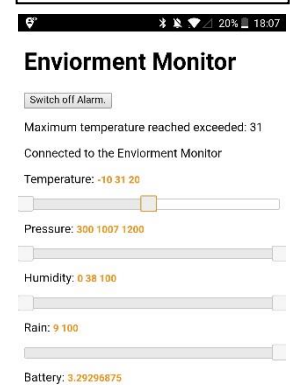 20% 18:07
Enviorment Monitor
Switch off Alarm.
Maximum temperature reached exceeded: 31
Connected to the Enviorment Monitor
Temperature: -10 31 20
Pressure: 300 1007 1200
Humidity: 0 38 100
Rain: 9 100
Battery: 3.29296875